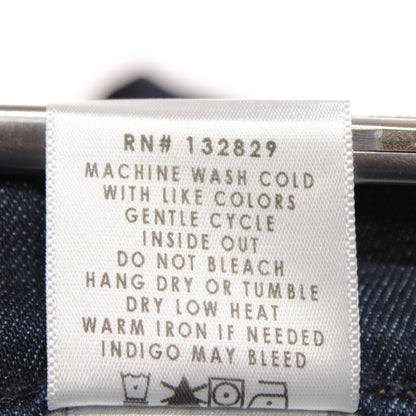 RN# 132829
MACHINE WASH COLD
WITH LIKE COLORS
GENTLE CYCLE
INSIDE OUT
DO NOT BLEACH
HANG DRY OR TUMBLE
DRY LOW HEAT
WARM IRON IF NEEDED
INDIGO MAY BLEED